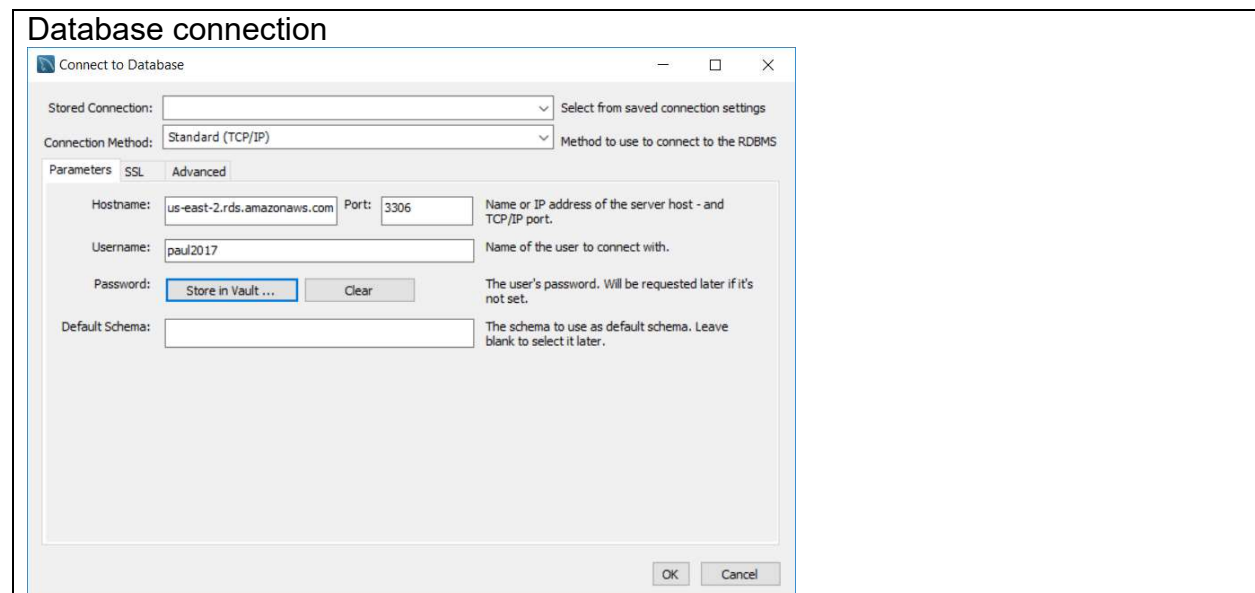 Database connection
Connect to Database
Stored Connection: Select from saved connection settings
Connection Method: Standard (TCP/IP) Method to use to connect to the RDBMS
Parameters SSL Advanced
Hostname: us-east-2.rds.amazonaws.com Port: 3306 Name or IP address of the server host - and
TCP/IP port.
Username: paul2017 Name of the user to connect with.
Password: Store in Vault ... Clear The user's password. Will be requested later if it's
not set.
Default Schema: The schema to use as default schema. Leave
blank to select it later.
OK Cancel